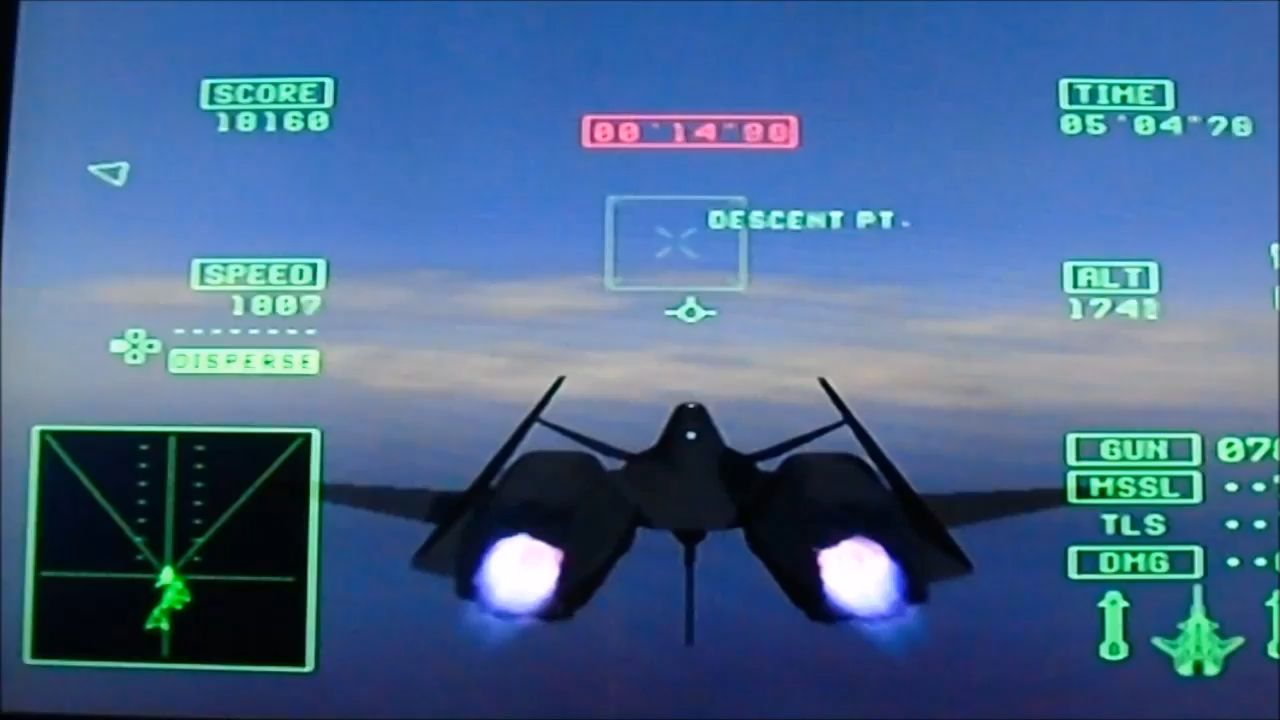 SCORE
18160
00'14"90
TIME
05'04"78
DESCENT PT.
SPEED
1807
ALT
DISPERSE
GUN
MSSL
TLS
DMG